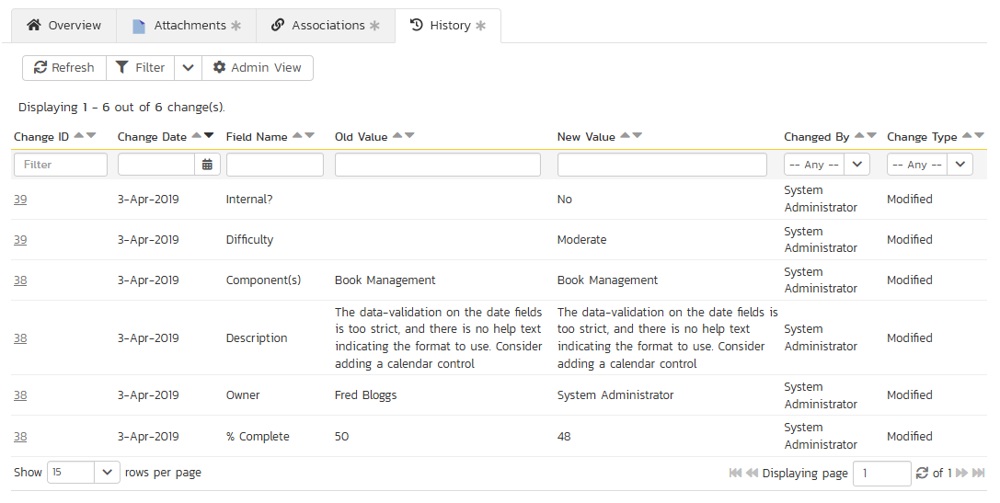 Overview Attachments Associations History
Refresh Filter Admin View
Displaying 1 - 6 out of 6 change(s).
Change ID Change Date Field Name Old Value New Value Changed By Change Type
Filter -- Any -- -- Any --
39 3-Apr-2019 Internal? No System Administrator Modified
39 3-Apr-2019 Difficulty Moderate System Administrator Modified
38 3-Apr-2019 Component(s) Book Management Book Management System Administrator Modified
The data-validation on the date fields
is too strict, and there is no help text
indicating the format to use. Consider
adding a calendar control
The data-validation on the date fields is
too strict, and there is no help text
indicating the format to use. Consider
adding a calendar control
38 3-Apr-2019 Description System Administrator Modified
38 3-Apr-2019 Owner Fred Bloggs System Administrator System Administrator Modified
38 3-Apr-2019 % Complete 50 48 System Administrator Modified
Show 15 rows per page Displaying page 1 of 1